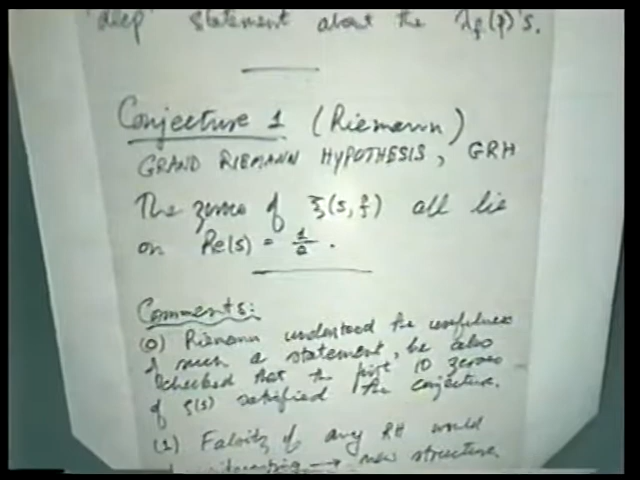 "deep" statement about the λf(p)'s.
Conjecture 1 (Riemann)
GRAND RIEMANN HYPOTHESIS, GRH
The zeros of ξ(s, f) all lie
on Re(s) = 1/2.
Comments:
(0) Riemann understood the usefulness
of such a statement, he also
checked that the first 10 zeros
of ζ(s) satisfied the conjecture.
(1) Falsity of any RH would
→ new structure